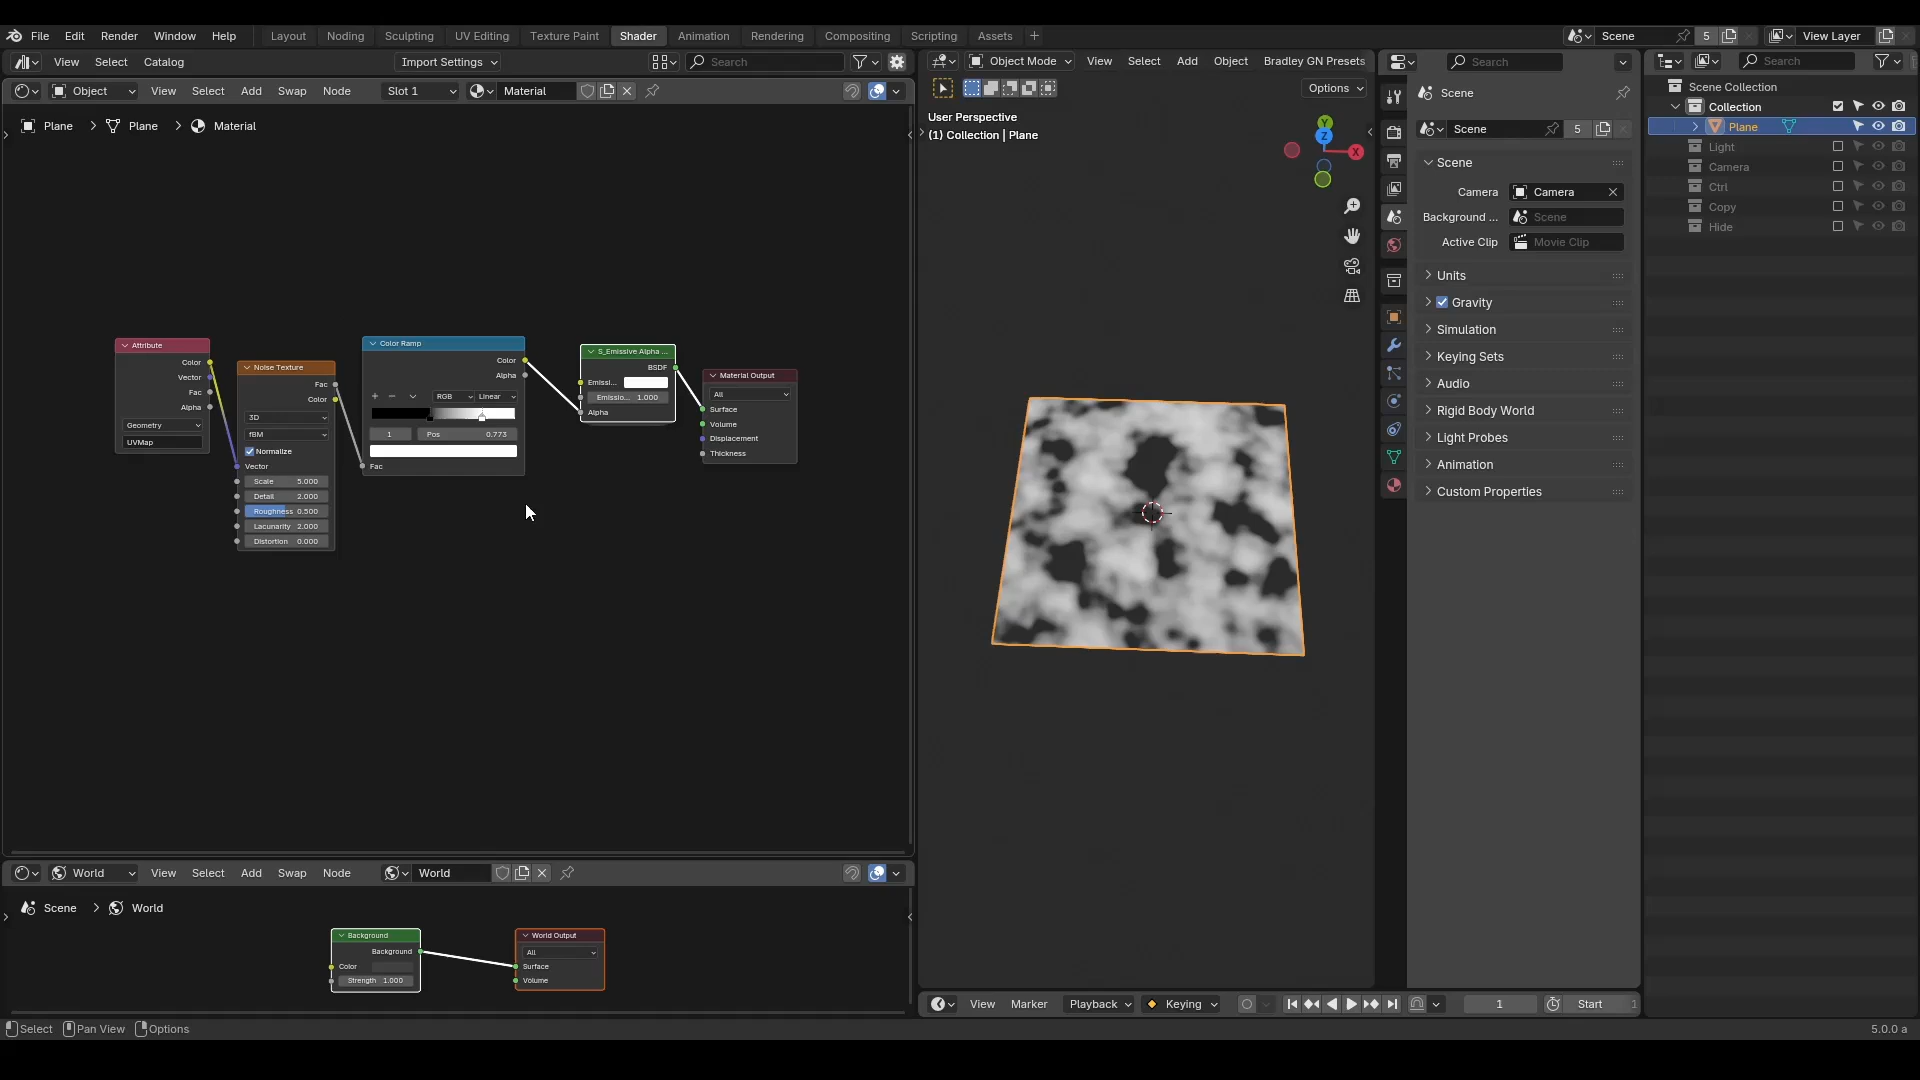 File Edit Render Window Help Layout Noding Sculpting UV Editing Texture Paint Shader Animation Rendering Compositing Scripting Assets + Scene 5 View Layer
View Select Catalog Import Settings Search
Object View Select Add Swap Node Slot 1 Material
Plane > Plane > Material
Attribute
Color
Vector
Fac
Alpha
Geometry
UVMap
Noise Texture
Fac
Color
3D
fBM
Normalize
Vector
Scale 5.000
Detail 2.000
Roughness 0.500
Lacunarity 2.000
Distortion 0.000
Color Ramp
Color
Alpha
RGB Linear
1 Pos 0.773
Fac
S_Emissive Alpha ...
BSDF
Emissi...
Emissio... 1.000
Alpha
Material Output
All
Surface
Volume
Displacement
Thickness
World View Select Add Swap Node World
Scene > World
Background
Background
Color
Strength 1.000
World Output
All
Surface
Volume
Object Mode View Select Add Object Bradley GN Presets
Options
User Perspective
(1) Collection | Plane
Y
Z
X
View Marker Playback Keying 1 Start 1
Search
Scene
Scene 5
Scene
Camera Camera
Background ... Scene
Active Clip Movie Clip
Units
Gravity
Simulation
Keying Sets
Audio
Rigid Body World
Light Probes
Animation
Custom Properties
Search
Scene Collection
Collection
Plane
Light
Camera
Ctrl
Copy
Hide
Select Pan View Options 5.0.0 a